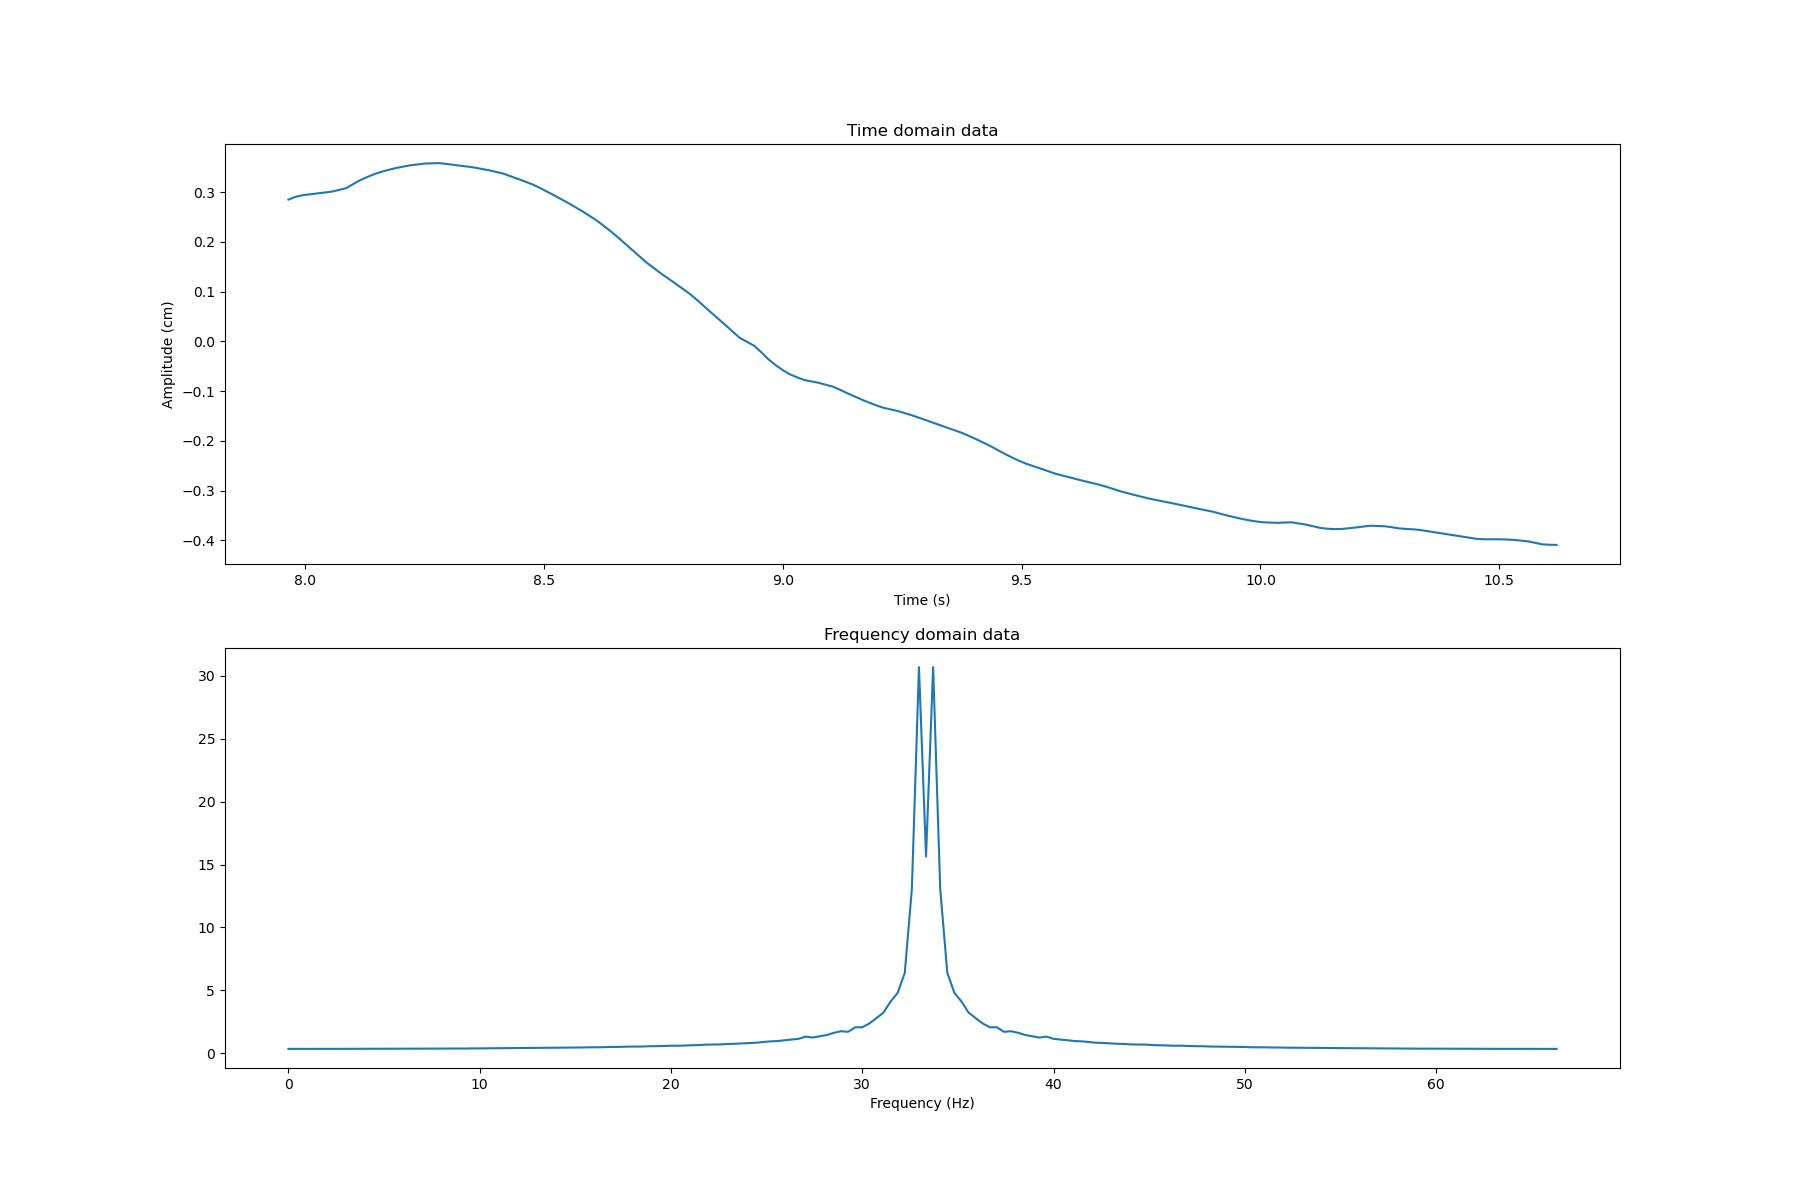 Time domain data
Amplitude (cm)
0.3
0.2
0.1
0.0
−0.1
−0.2
−0.3
−0.4
8.0 8.5 9.0 9.5 10.0 10.5
Time (s)
Frequency domain data
30
25
20
15
10
5
0
0 10 20 30 40 50 60
Frequency (Hz)